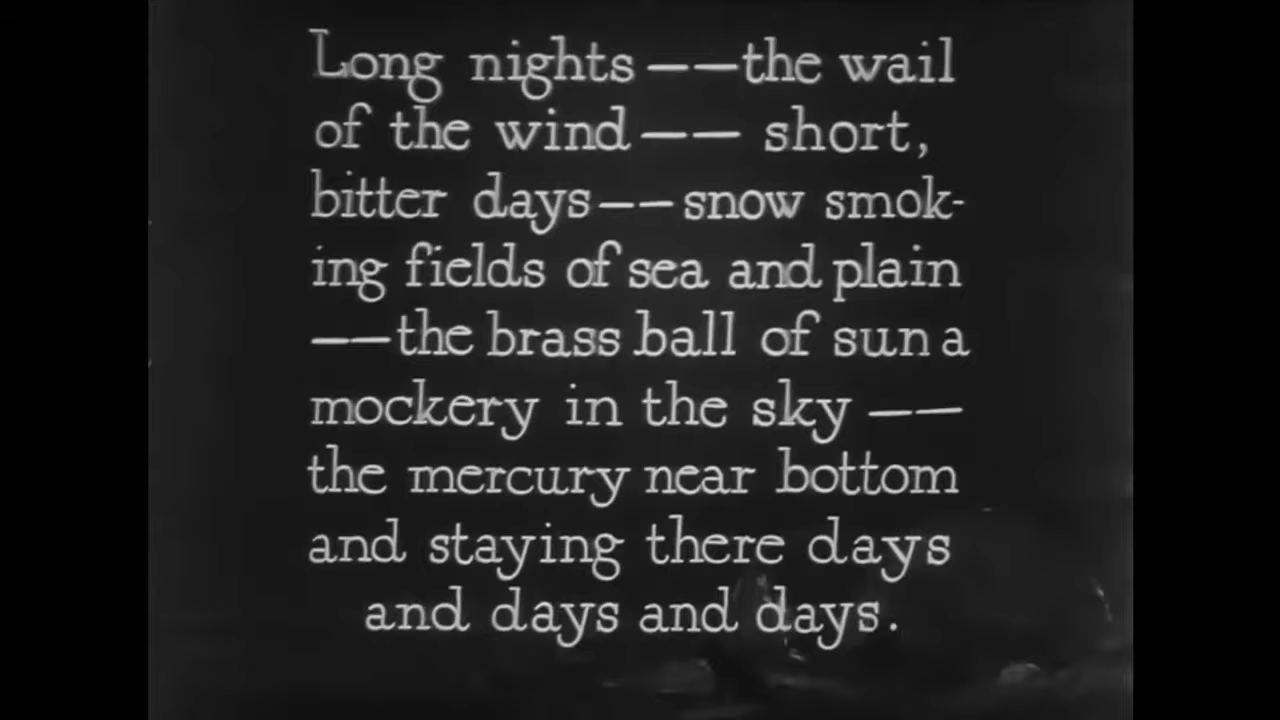 Long nights ——the wail
of the wind —— short,
bitter days——snow smok-
ing fields of sea and plain
——the brass ball of sun a
mockery in the sky ——
the mercury near bottom
and staying there days
and days and days.